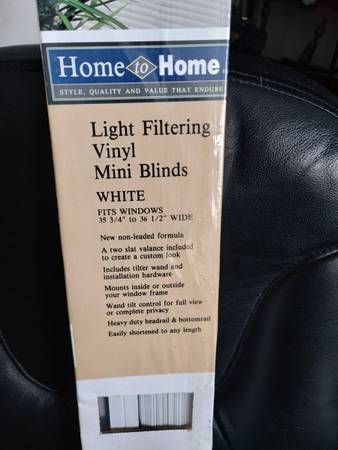 Home to Home
STYLE, QUALITY AND VALUE THAT ENDURE
Light Filtering
Vinyl
Mini Blinds
WHITE
FITS WINDOWS
35 3/4" to 36 1/2" WIDE
New non-leaded formula
A two slat valance included
to create a custom look
Includes tilter wand and
installation hardware
Mounts inside or outside
your window frame
Wand tilt control for full view
or complete privacy
Heavy duty headrail & bottomrail
Easily shortened to any length